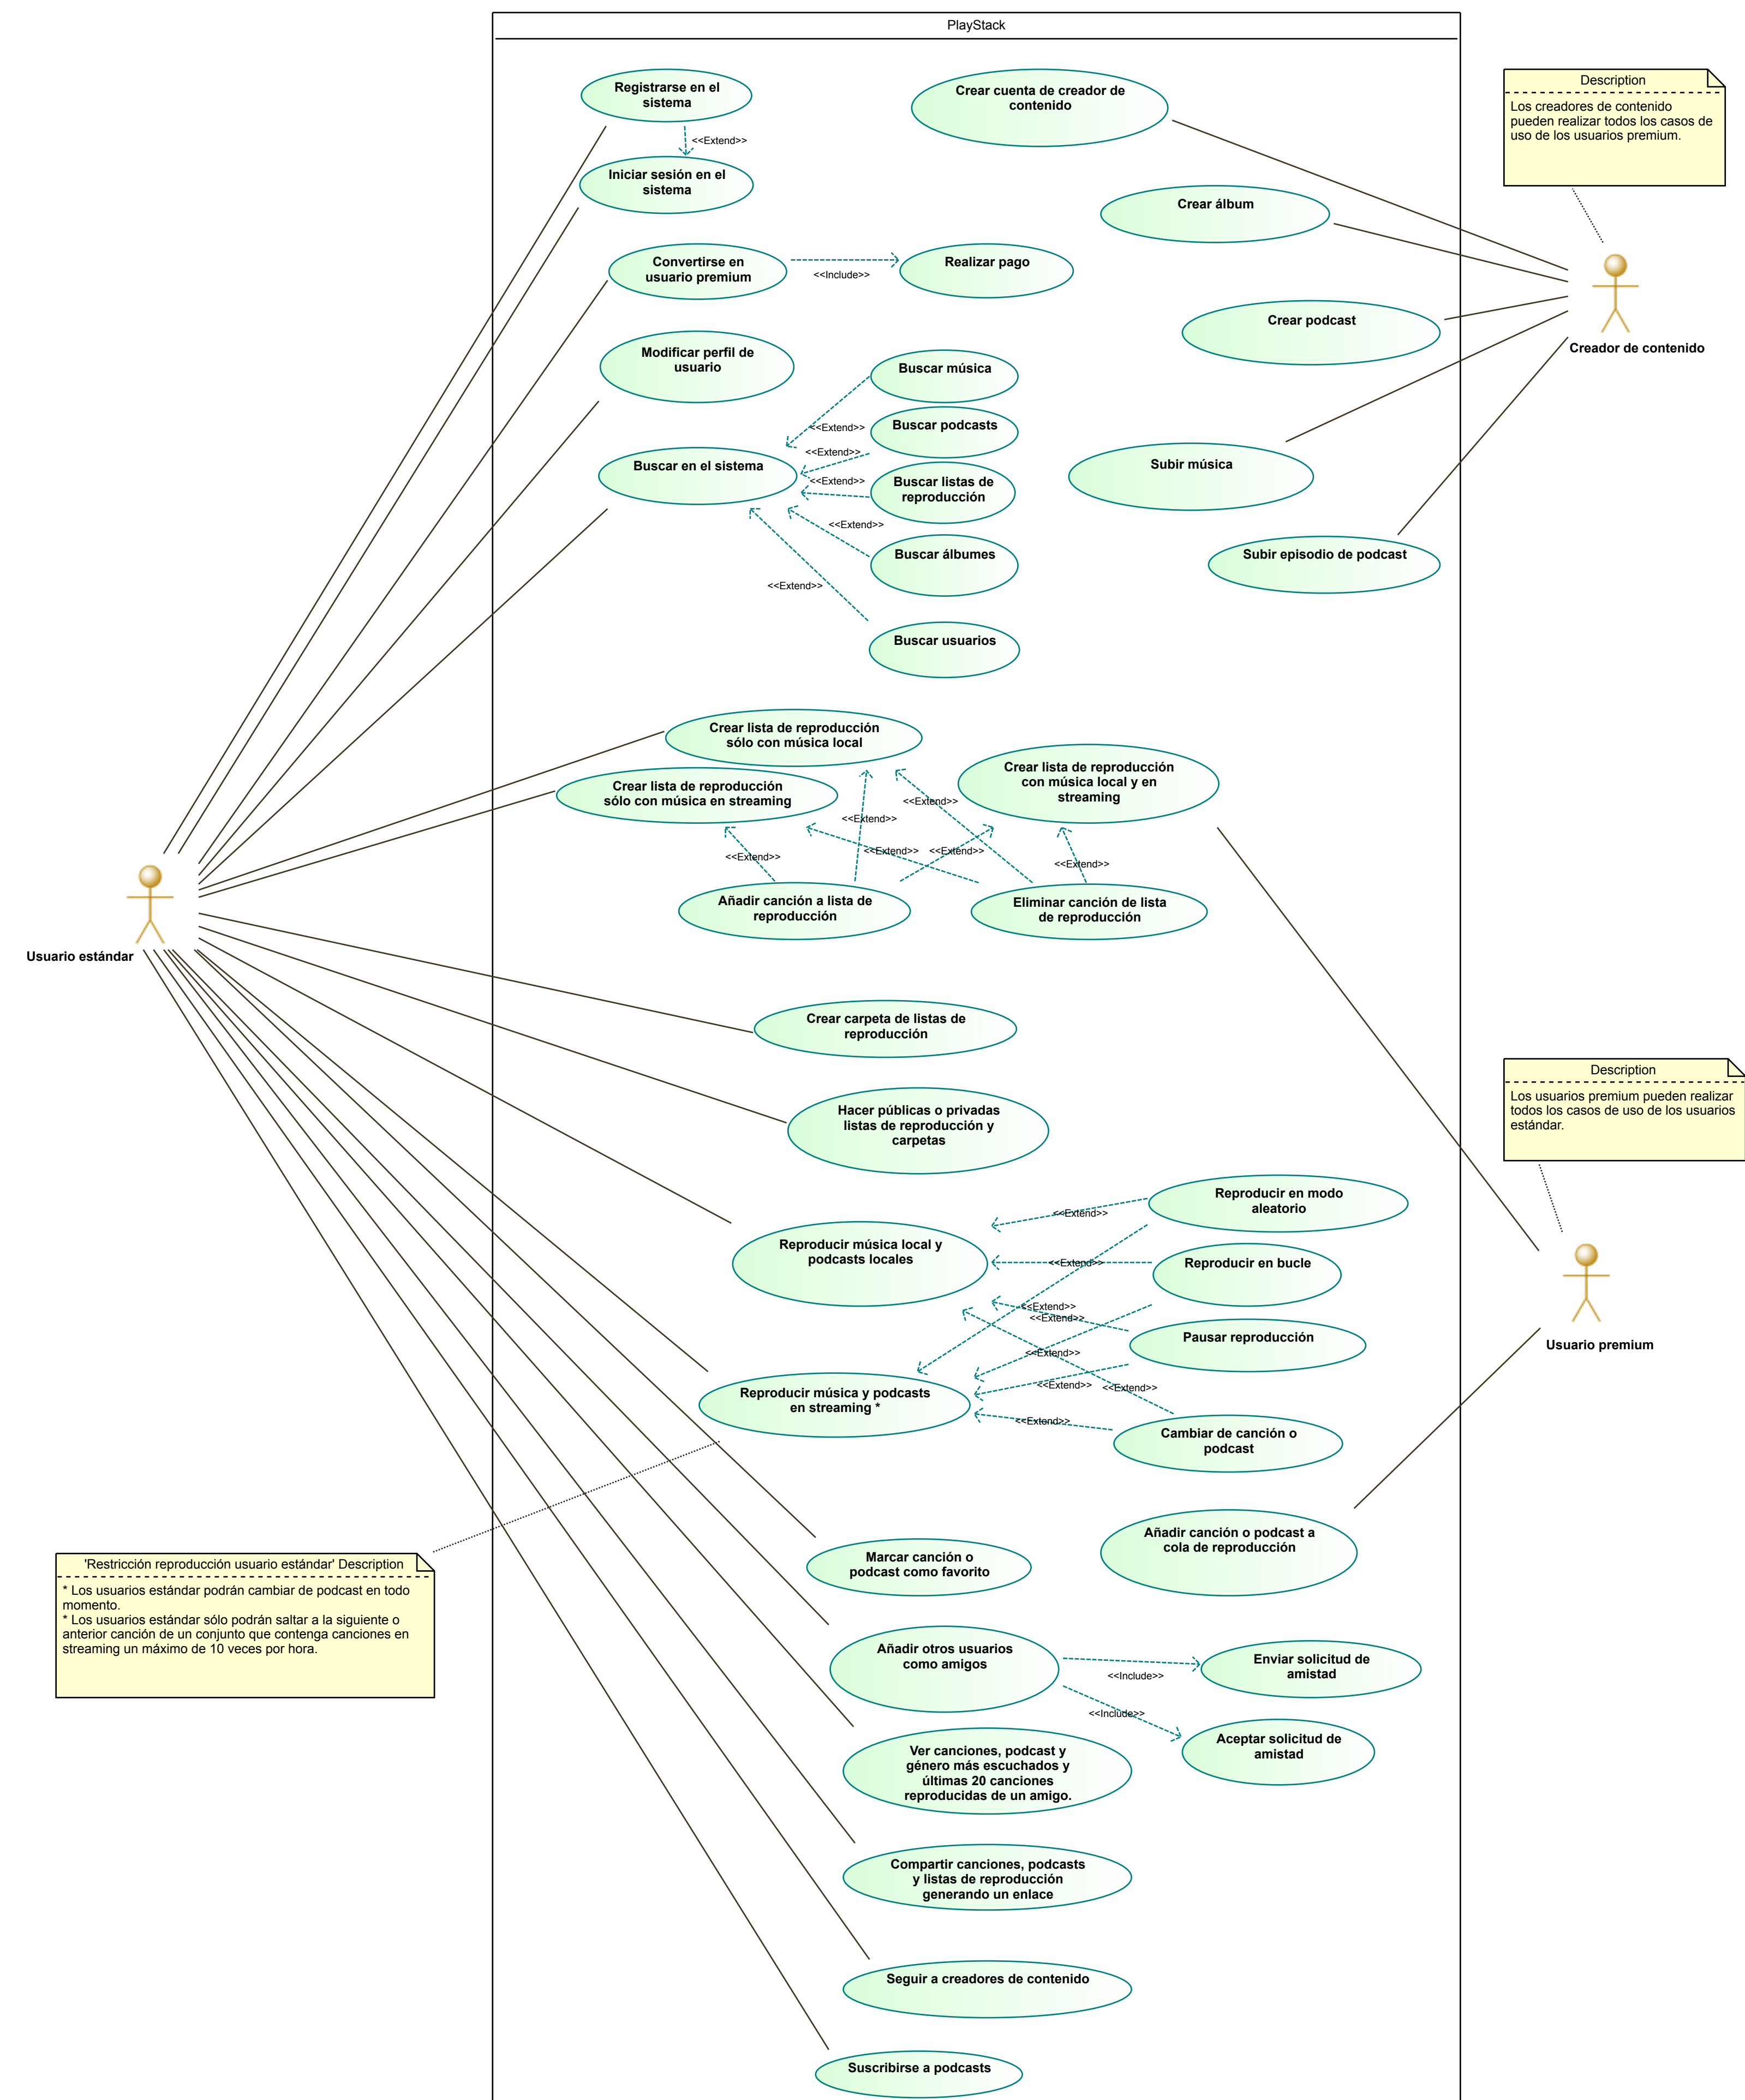 PlayStack
Registrarse en el
sistema
<<Extend>>
Iniciar sesión en el
sistema
Crear cuenta de creador de
contenido
Description
Los creadores de contenido
pueden realizar todos los casos de
uso de los usuarios premium.
Crear álbum
Convertirse en
usuario premium
<<Include>>
Realizar pago
Crear podcast
Creador de contenido
Modificar perfil de
usuario
Buscar música
<<Extend>>
Buscar podcasts
<<Extend>>
Buscar en el sistema
<<Extend>>
Buscar listas de
reproducción
<<Extend>>
Buscar álbumes
<<Extend>>
Buscar usuarios
Subir música
Subir episodio de podcast
Crear lista de reproducción
sólo con música local
Crear lista de reproducción
sólo con música en streaming
Crear lista de reproducción
con música local y en
streaming
<<Extend>>
<<Extend>>
<<Extend>>
<<Extend>>
<<Extend>>
<<Extend>>
Añadir canción a lista de
reproducción
Eliminar canción de lista
de reproducción
Usuario estándar
Crear carpeta de listas de
reproducción
Hacer públicas o privadas
listas de reproducción y
carpetas
Description
Los usuarios premium pueden realizar
todos los casos de uso de los usuarios
estándar.
Reproducir en modo
aleatorio
<<Extend>>
Reproducir música local y
podcasts locales
<<Extend>>
Reproducir en bucle
<<Extend>>
<<Extend>>
Pausar reproducción
Usuario premium
<<Extend>>
<<Extend>>
<<Extend>>
Reproducir música y podcasts
en streaming *
<<Extend>>
Cambiar de canción o
podcast
Añadir canción o podcast a
cola de reproducción
Marcar canción o
podcast como favorito
'Restricción reproducción usuario estándar' Description
* Los usuarios estándar podrán cambiar de podcast en todo
momento.
* Los usuarios estándar sólo podrán saltar a la siguiente o
anterior canción de un conjunto que contenga canciones en
streaming un máximo de 10 veces por hora.
Añadir otros usuarios
como amigos
<<Include>>
Enviar solicitud de
amistad
<<Include>>
Aceptar solicitud de
amistad
Ver canciones, podcast y
género más escuchados y
últimas 20 canciones
reproducidas de un amigo.
Compartir canciones, podcasts
y listas de reproducción
generando un enlace
Seguir a creadores de contenido
Suscribirse a podcasts